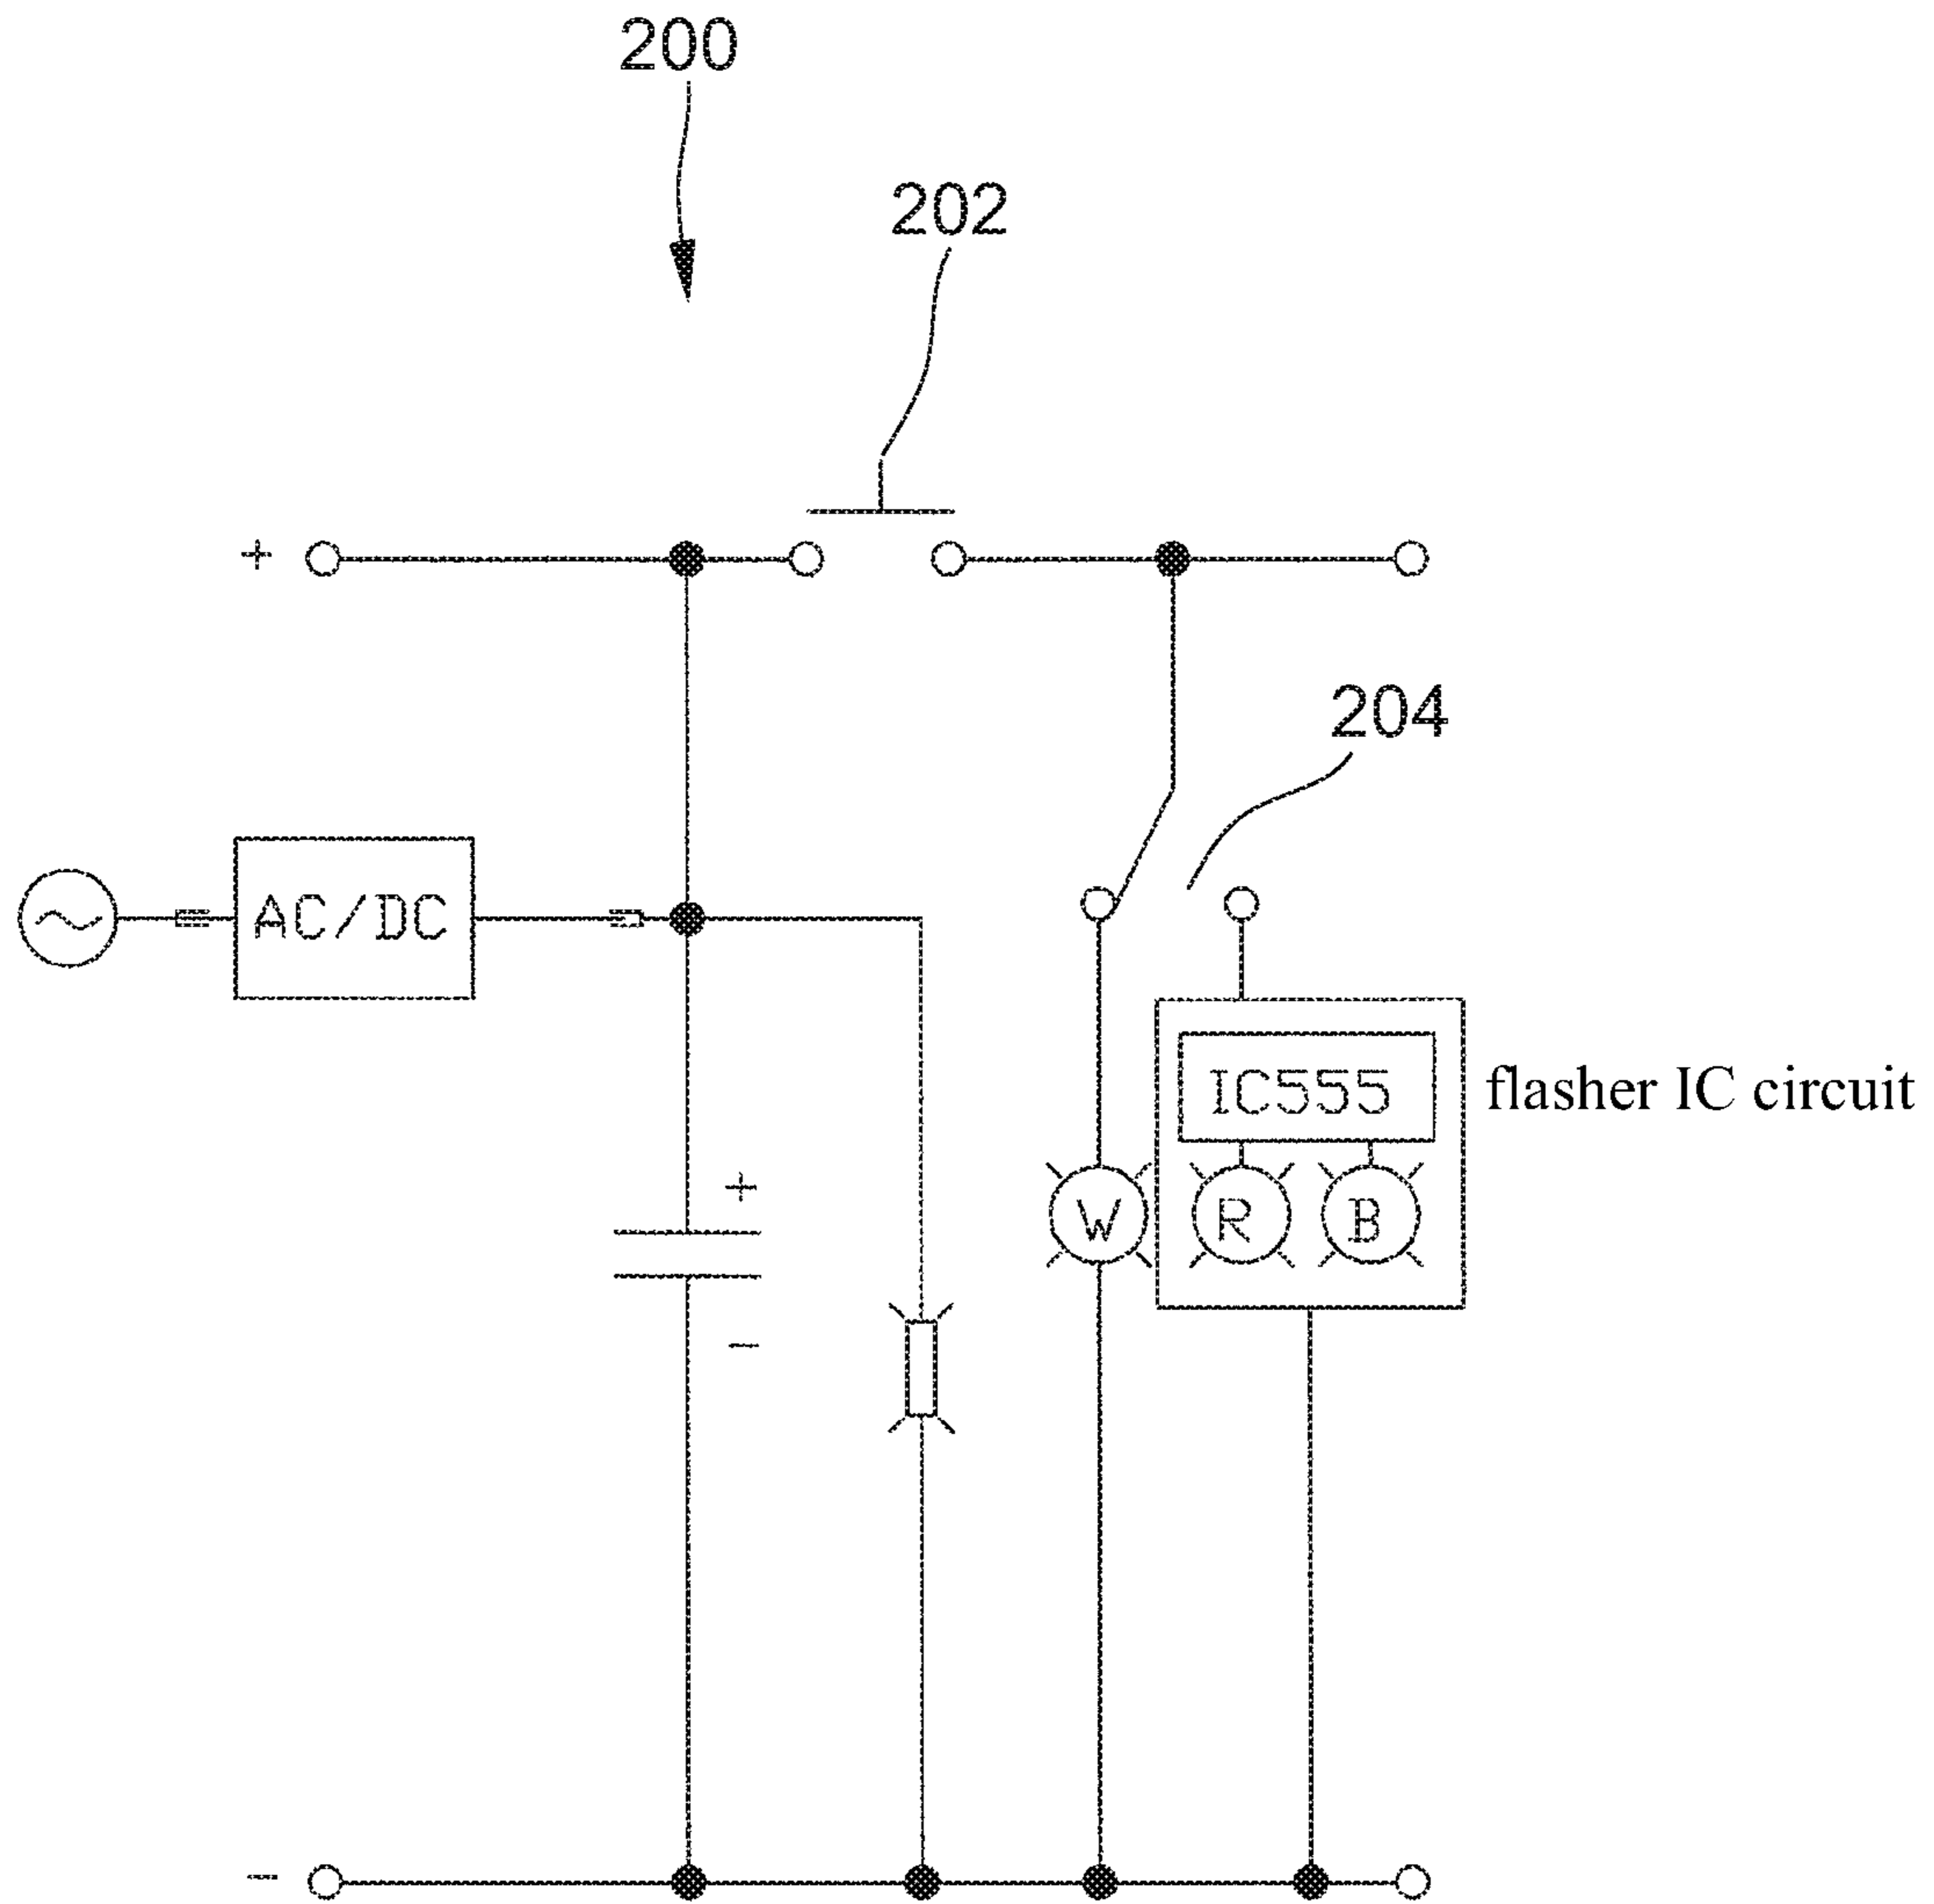 200
202
+
204
AC/DC
IC555
flasher IC circuit
+
W
R
B
−
−